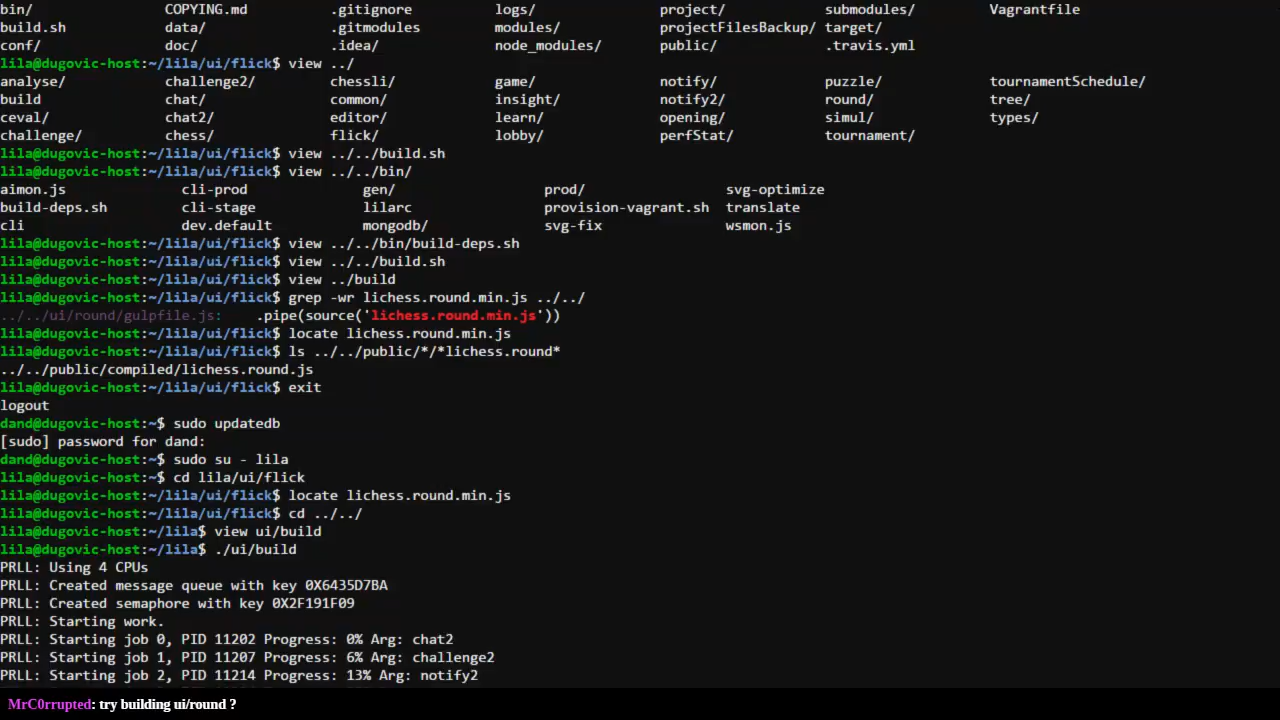 bin/ COPYING.md .gitignore logs/ project/ submodules/ Vagrantfile
build.sh data/ .gitmodules modules/ projectFilesBackup/ target/
conf/ doc/ .idea/ node_modules/ public/ .travis.yml
lila@dugovic-host:~/lila/ui/flick$ view ../
analyse/ challenge2/ chessli/ game/ notify/ puzzle/ tournamentSchedule/
build chat/ common/ insight/ notify2/ round/ tree/
ceval/ chat2/ editor/ learn/ opening/ simul/ types/
challenge/ chess/ flick/ lobby/ perfStat/ tournament/
lila@dugovic-host:~/lila/ui/flick$ view ../../build.sh
lila@dugovic-host:~/lila/ui/flick$ view ../../bin/
aimon.js cli-prod gen/ prod/ svg-optimize
build-deps.sh cli-stage lilarc provision-vagrant.sh translate
cli dev.default mongodb/ svg-fix wsmon.js
lila@dugovic-host:~/lila/ui/flick$ view ../../bin/build-deps.sh
lila@dugovic-host:~/lila/ui/flick$ view ../../build.sh
lila@dugovic-host:~/lila/ui/flick$ view ../build
lila@dugovic-host:~/lila/ui/flick$ grep -wr lichess.round.min.js ../../
../../ui/round/gulpfile.js: .pipe(source('lichess.round.min.js'))
lila@dugovic-host:~/lila/ui/flick$ locate lichess.round.min.js
lila@dugovic-host:~/lila/ui/flick$ ls ../../public/*/*lichess.round*
../../public/compiled/lichess.round.js
lila@dugovic-host:~/lila/ui/flick$ exit
logout
dand@dugovic-host:~$ sudo updatedb
[sudo] password for dand:
dand@dugovic-host:~$ sudo su - lila
lila@dugovic-host:~$ cd lila/ui/flick
lila@dugovic-host:~/lila/ui/flick$ locate lichess.round.min.js
lila@dugovic-host:~/lila/ui/flick$ cd ../../
lila@dugovic-host:~/lila$ view ui/build
lila@dugovic-host:~/lila$ ./ui/build
PRLL: Using 4 CPUs
PRLL: Created message queue with key 0X6435D7BA
PRLL: Created semaphore with key 0X2F191F09
PRLL: Starting work.
PRLL: Starting job 0, PID 11202 Progress: 0% Arg: chat2
PRLL: Starting job 1, PID 11207 Progress: 6% Arg: challenge2
PRLL: Starting job 2, PID 11214 Progress: 13% Arg: notify2
MrC0rrupted: try building ui/round ?